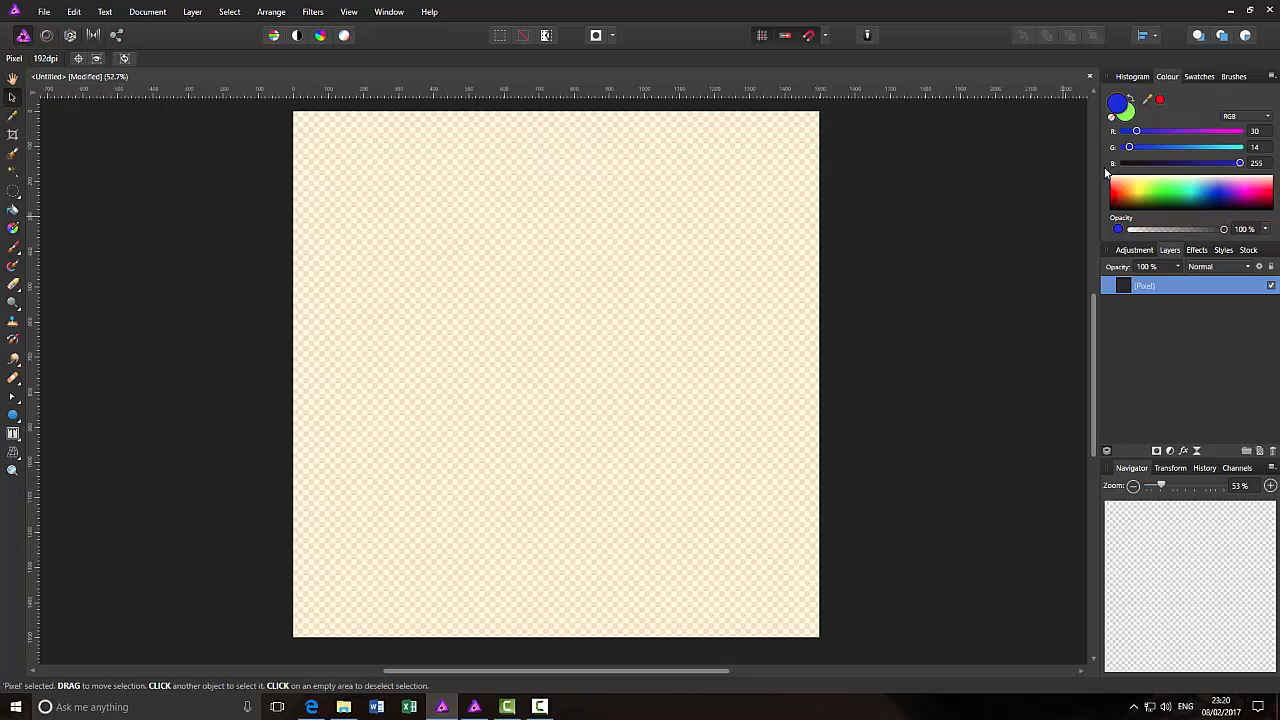 File Edit Text Document Layer Select Arrange Filters View Window Help
Pixel 192dpi
<Untitled> [Modified] (52.7%)
Histogram Colour Swatches Brushes
RGB
R: 30
G: 14
B: 255
Opacity
100 %
Adjustment Layers Effects Styles Stock
Opacity: 100 % Normal
(Pixel)
Navigator Transform History Channels
Zoom: 53 %
'Pixel' selected. DRAG to move selection. CLICK another object to select it. CLICK on an empty area to deselect selection.
Ask me anything
ENG
23:20
08/02/2017